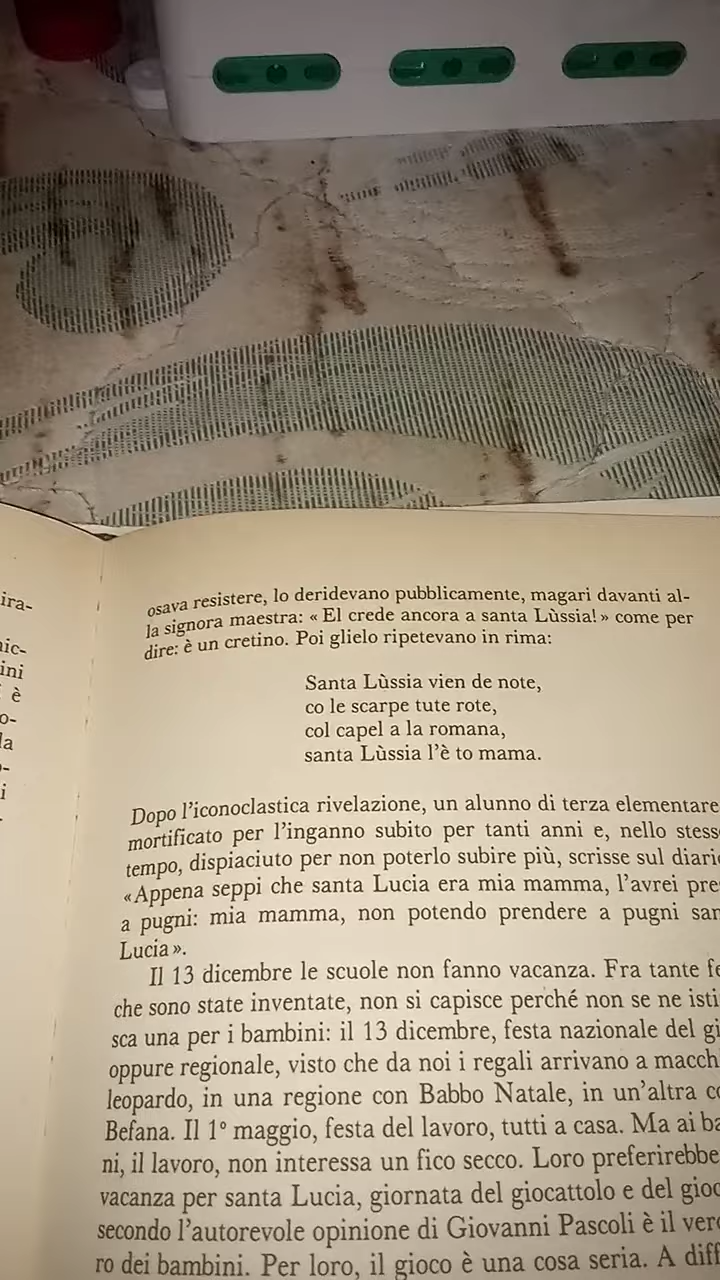 ira-
ini
è
o-
la
i
osava resistere, lo deridevano pubblicamente, magari davanti al-
la signora maestra: « El crede ancora a santa Lùssia! » come per
dire: è un cretino. Poi glielo ripetevano in rima:
Santa Lùssia vien de note,
co le scarpe tute rote,
col capel a la romana,
santa Lùssia l'è to mama.
Dopo l'iconoclastica rivelazione, un alunno di terza elementare
mortificato per l'inganno subito per tanti anni e, nello stess
tempo, dispiaciuto per non poterlo subire più, scrisse sul diari
«Appena seppi che santa Lucia era mia mamma, l'avrei pre
a pugni: mia mamma, non potendo prendere a pugni san
Lucia».
Il 13 dicembre le scuole non fanno vacanza. Fra tante fe
che sono state inventate, non si capisce perché non se ne isti
sca una per i bambini: il 13 dicembre, festa nazionale del gi
oppure regionale, visto che da noi i regali arrivano a macch
leopardo, in una regione con Babbo Natale, in un'altra co
Befana. Il 1° maggio, festa del lavoro, tutti a casa. Ma ai ba
ni, il lavoro, non interessa un fico secco. Loro preferirebbe
vacanza per santa Lucia, giornata del giocattolo e del gioc
secondo l'autorevole opinione di Giovanni Pascoli è il vero
ro dei bambini. Per loro, il gioco è una cosa seria. A diff